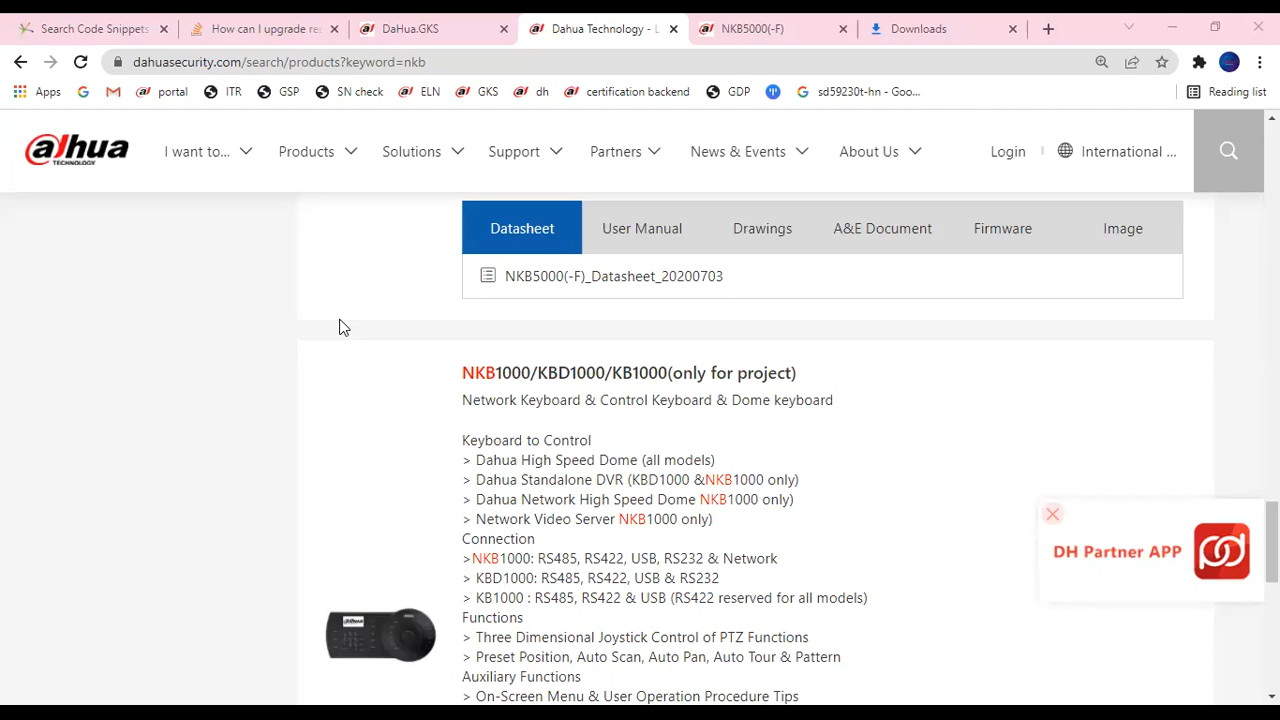 Search Code Snippets
How can I upgrade re
DaHua.GKS
Dahua Technology - L
NKB5000(-F)
Downloads
dahuasecurity.com/search/products?keyword=nkb
Apps
portal
ITR
GSP
SN check
ELN
GKS
dh
certification backend
GDP
sd59230t-hn - Goo...
Reading list
alhua
TECHNOLOGY
I want to...
Products
Solutions
Support
Partners
News & Events
About Us
Login
International ...
Datasheet
User Manual
Drawings
A&E Document
Firmware
Image
NKB5000(-F)_Datasheet_20200703
NKB1000/KBD1000/KB1000(only for project)
Network Keyboard & Control Keyboard & Dome keyboard
Keyboard to Control
> Dahua High Speed Dome (all models)
> Dahua Standalone DVR (KBD1000 &NKB1000 only)
> Dahua Network High Speed Dome NKB1000 only)
> Network Video Server NKB1000 only)
Connection
>NKB1000: RS485, RS422, USB, RS232 & Network
> KBD1000: RS485, RS422, USB & RS232
> KB1000 : RS485, RS422 & USB (RS422 reserved for all models)
Functions
> Three Dimensional Joystick Control of PTZ Functions
> Preset Position, Auto Scan, Auto Pan, Auto Tour & Pattern
Auxiliary Functions
> On-Screen Menu & User Operation Procedure Tips
DH Partner APP